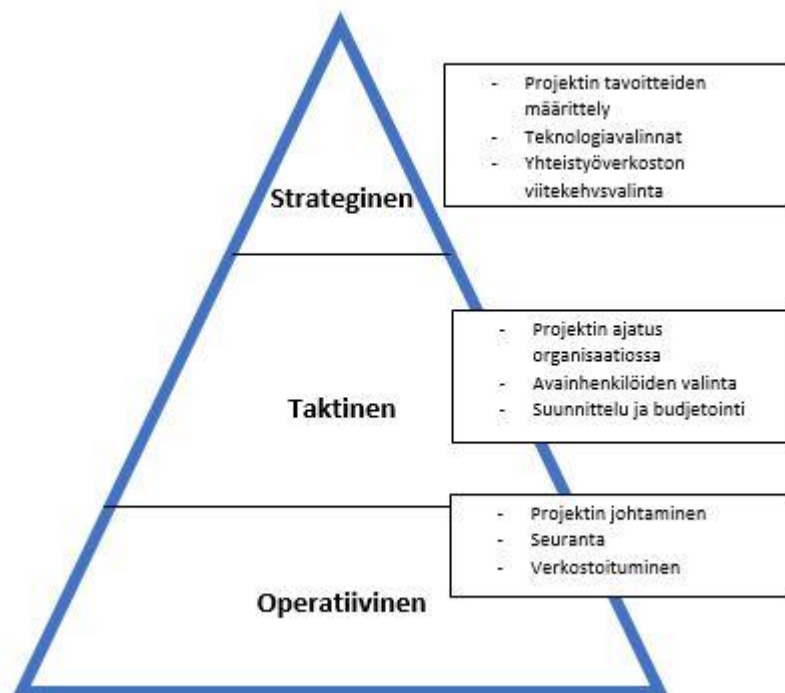 - Projektin tavoitteiden
määrittely
- Teknologiavalinnat
- Yhteistyöverkoston
viitekehvsvalinta
Strateginen
- Projektin ajatus
organisaatiossa
- Avainhenkilöiden valinta
- Suunnittelu ja budjetointi
Taktinen
- Projektin johtaminen
- Seuranta
- Verkostoituminen
Operatiivinen